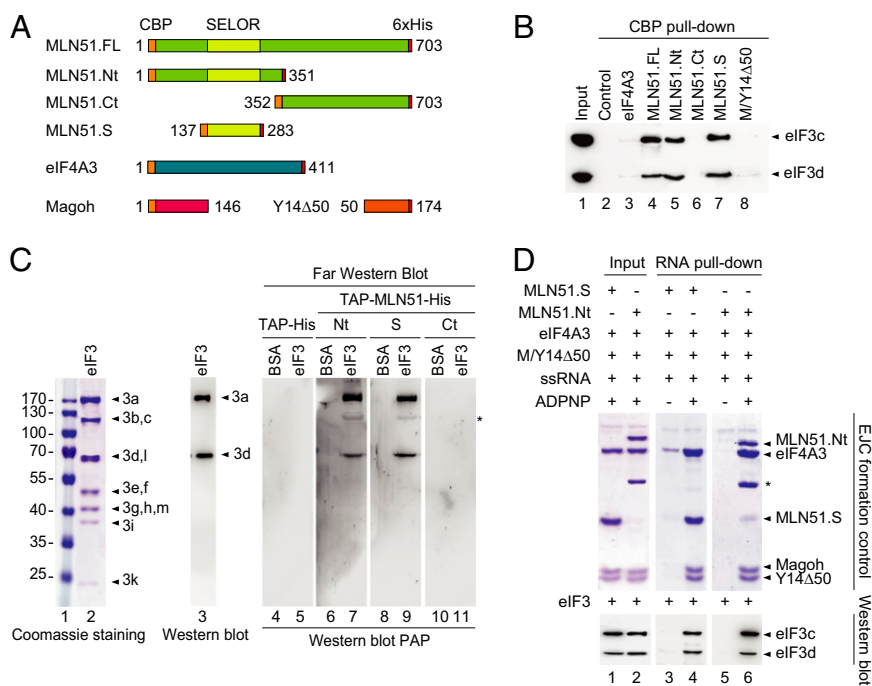 A
CBP SELOR 6xHis
MLN51.FL 1 703
MLN51.Nt 1 351
MLN51.Ct 352 703
MLN51.S 137 283
eIF4A3 1 411
Magoh 1 146 Y14Δ50 50 174
B
CBP pull-down
Input Control eIF4A3 MLN51.FL MLN51.Nt MLN51.Ct MLN51.S M/Y14Δ50
eIF3c
eIF3d
1 2 3 4 5 6 7 8
C
Far Western Blot
TAP-MLN51-His
TAP-His Nt S Ct
eIF3 eIF3 BSA eIF3 BSA eIF3 BSA eIF3 BSA eIF3
170-
130-
100-
70-
55-
40-
35-
25-
3a
3b,c
3d,l
3e,f
3g,h,m
3i
3k
3a
3d
*
1 2 3 4 5 6 7 8 9 10 11
Coomassie staining Western blot Western blot PAP
D
Input RNA pull-down
MLN51.S + - + + - -
MLN51.Nt - + - - + +
eIF4A3 + + + + + +
M/Y14Δ50 + + + + + +
ssRNA + + + + + +
ADPNP + + - + - +
MLN51.Nt
eIF4A3
*
MLN51.S
Magoh
Y14Δ50
EJC formation control
eIF3 + + + + + +
eIF3c
eIF3d
Western blot
1 2 3 4 5 6